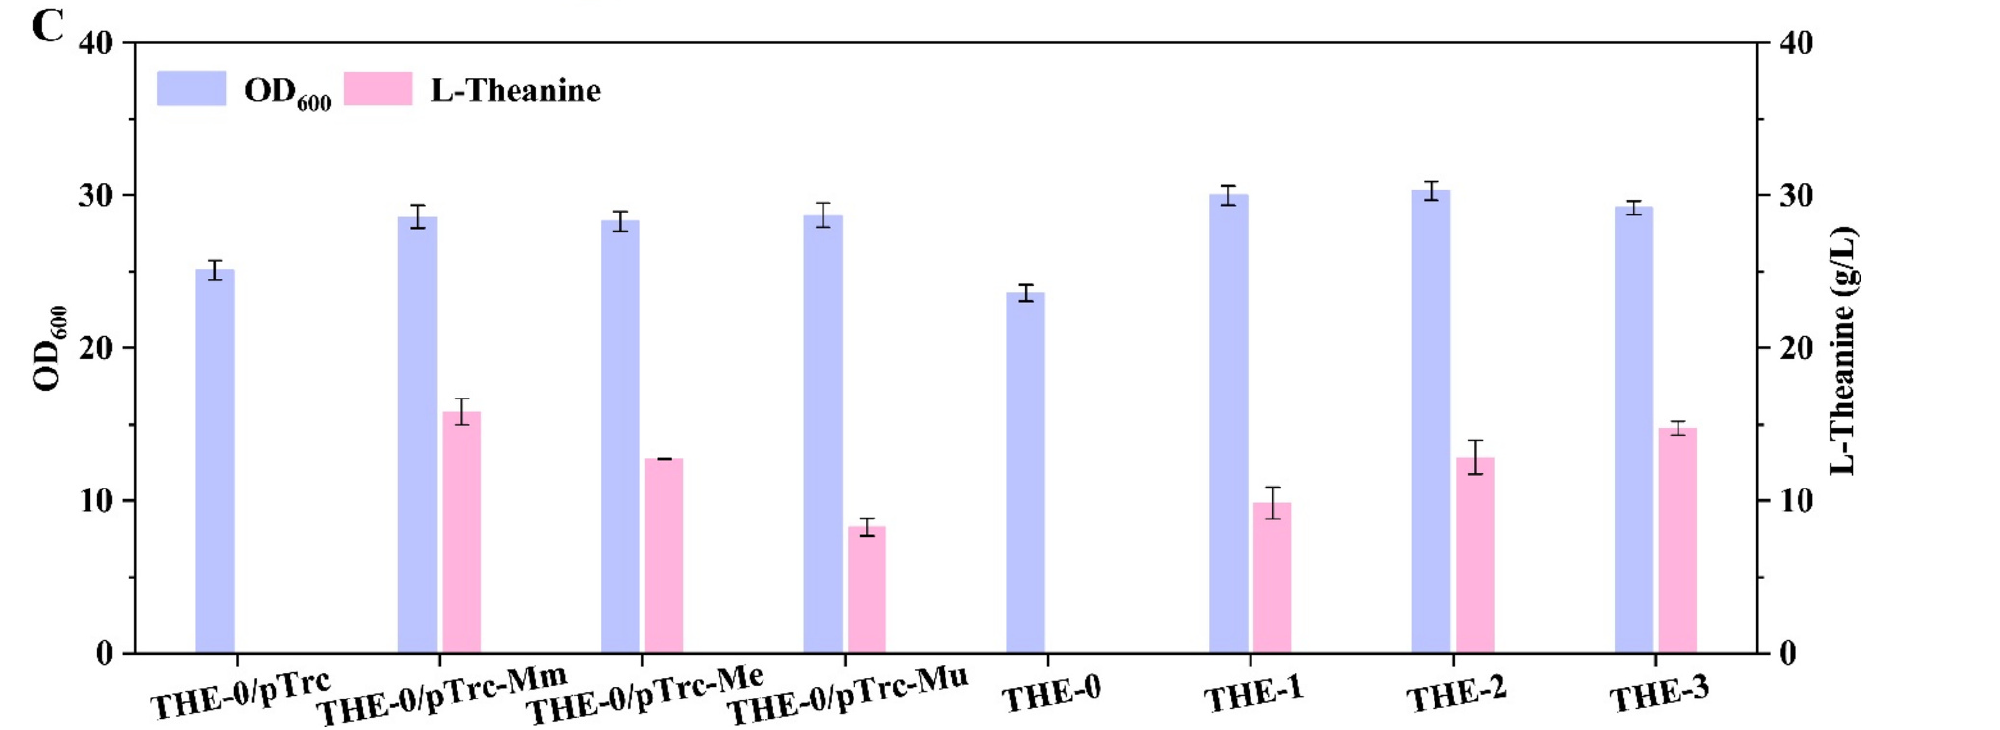 C
OD600 L-Theanine
40
30
20
10
0
OD600
40
30
20
10
0
L-Theanine (g/L)
THE-0/pTrc
THE-0/pTrc-Mm
THE-0/pTrc-Me
THE-0/pTrc-Mu
THE-0
THE-1
THE-2
THE-3